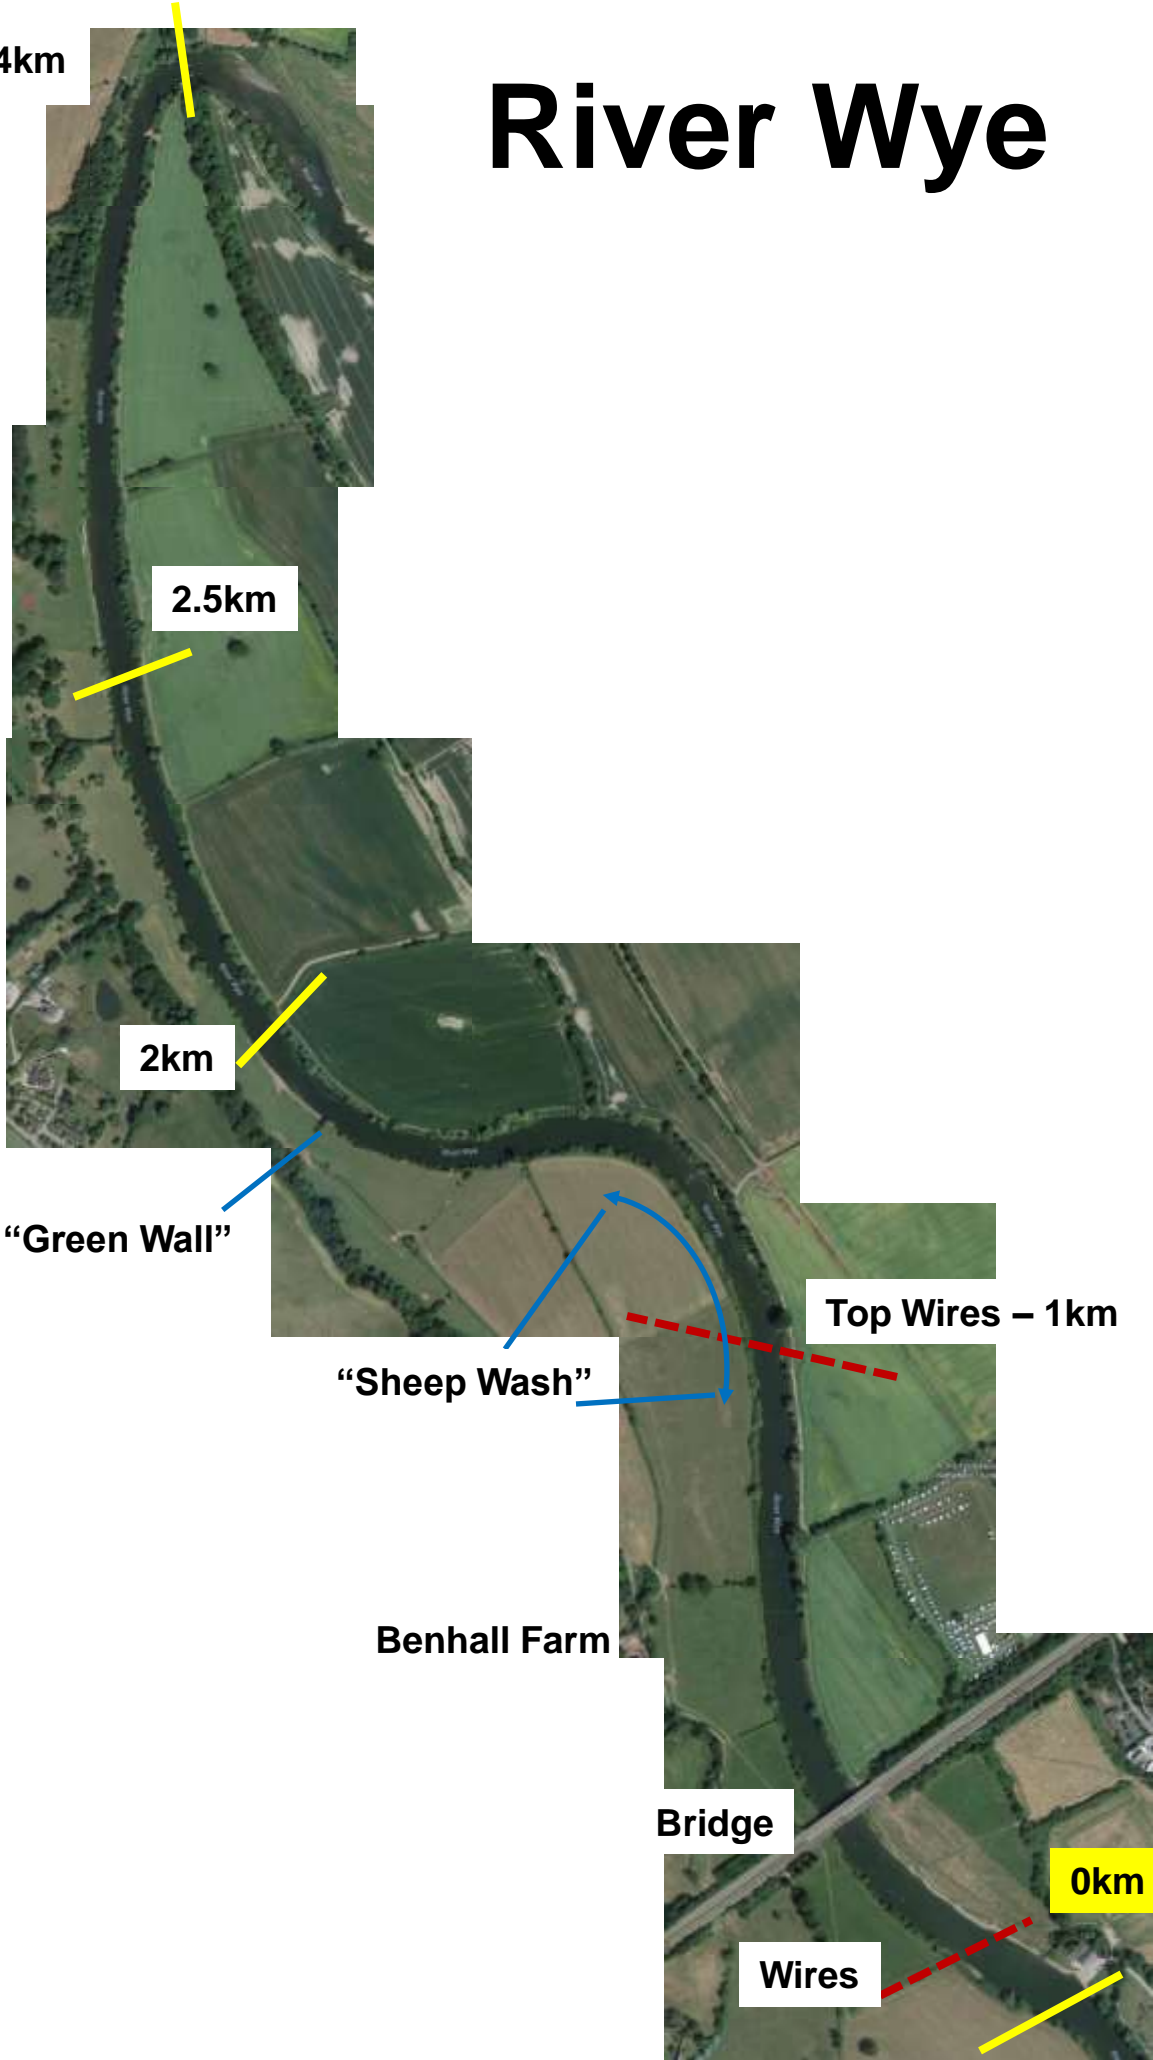 4km
River Wye
2.5km
2km
“Green Wall”
Top Wires – 1km
“Sheep Wash”
Benhall Farm
Bridge
0km
Wires